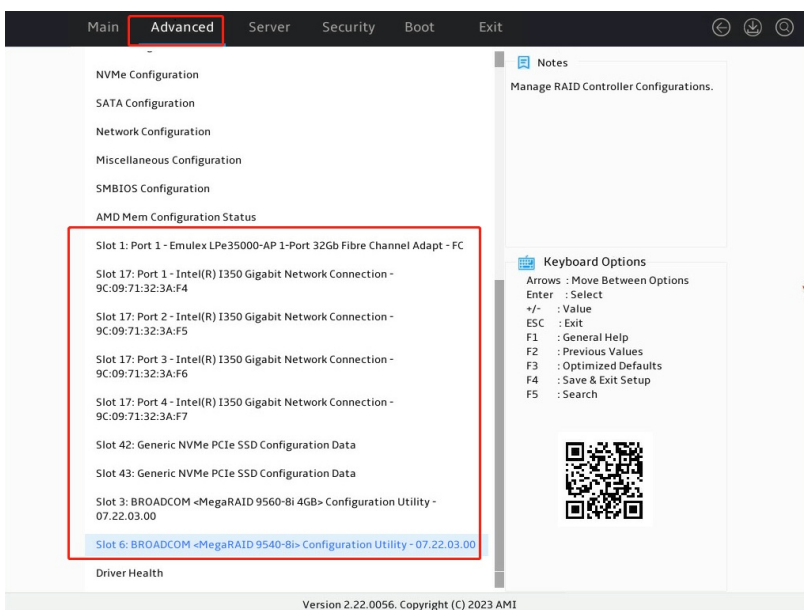 Main Advanced Server Security Boot Exit
NVMe Configuration
SATA Configuration
Network Configuration
Miscellaneous Configuration
SMBIOS Configuration
AMD Mem Configuration Status
Slot 1: Port 1 - Emulex LPe35000-AP 1-Port 32Gb Fibre Channel Adapt - FC
Slot 17: Port 1 - Intel(R) I350 Gigabit Network Connection -
9C:09:71:32:3A:F4
Slot 17: Port 2 - Intel(R) I350 Gigabit Network Connection -
9C:09:71:32:3A:F5
Slot 17: Port 3 - Intel(R) I350 Gigabit Network Connection -
9C:09:71:32:3A:F6
Slot 17: Port 4 - Intel(R) I350 Gigabit Network Connection -
9C:09:71:32:3A:F7
Slot 42: Generic NVMe PCIe SSD Configuration Data
Slot 43: Generic NVMe PCIe SSD Configuration Data
Slot 3: BROADCOM <MegaRAID 9560-8i 4GB> Configuration Utility -
07.22.03.00
Slot 6: BROADCOM <MegaRAID 9540-8i> Configuration Utility - 07.22.03.00
Driver Health
Notes
Manage RAID Controller Configurations.
Keyboard Options
Arrows : Move Between Options
Enter : Select
+/- : Value
ESC : Exit
F1 : General Help
F2 : Previous Values
F3 : Optimized Defaults
F4 : Save & Exit Setup
F5 : Search
Version 2.22.0056. Copyright (C) 2023 AMI